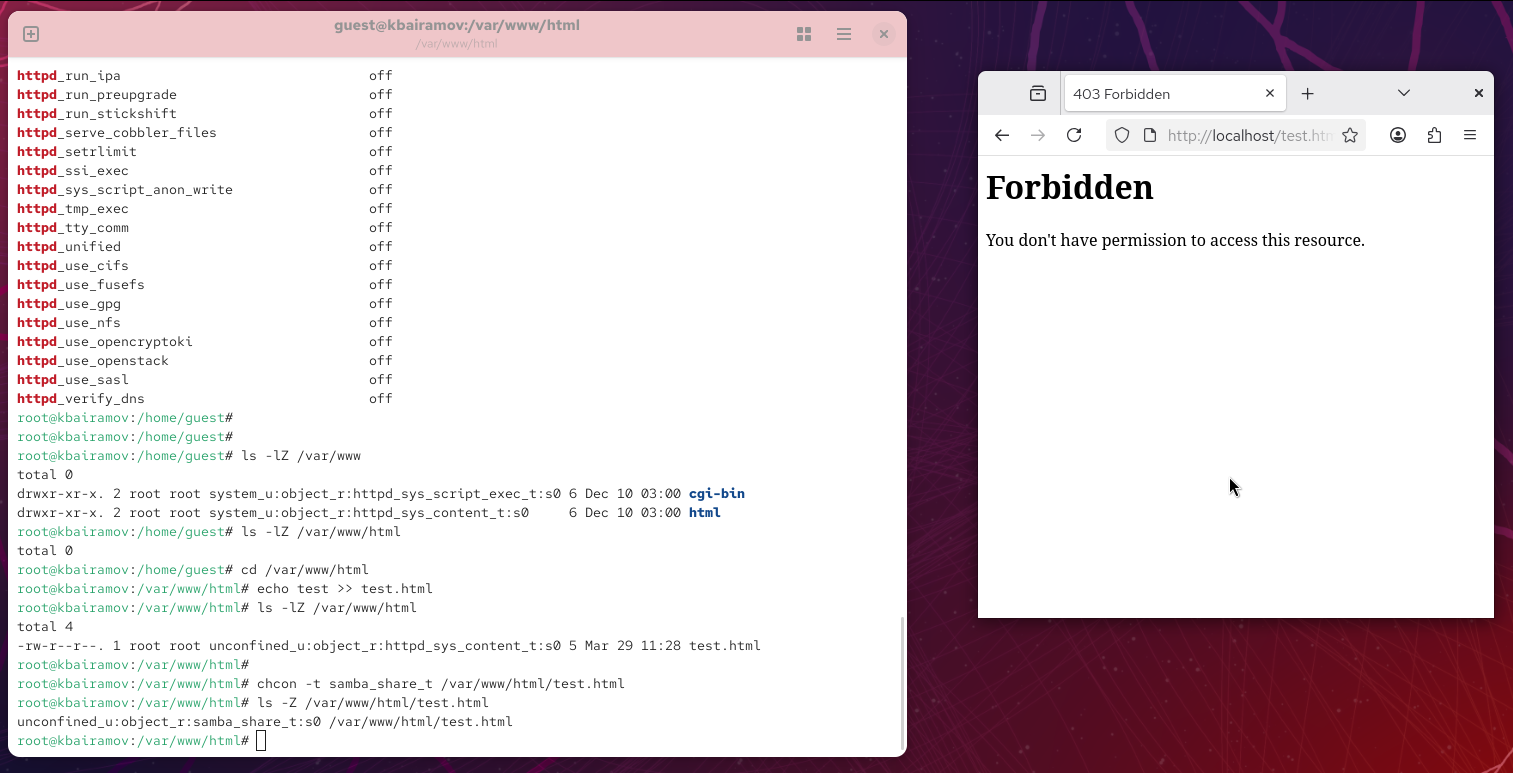 guest@kbairamov:/var/www/html
/var/www/html
httpd_run_ipa off
httpd_run_preupgrade off
httpd_run_stickshift off
httpd_serve_cobbler_files off
httpd_setrlimit off
httpd_ssi_exec off
httpd_sys_script_anon_write off
httpd_tmp_exec off
httpd_tty_comm off
httpd_unified off
httpd_use_cifs off
httpd_use_fusefs off
httpd_use_gpg off
httpd_use_nfs off
httpd_use_opencryptoki off
httpd_use_openstack off
httpd_use_sasl off
httpd_verify_dns off
root@kbairamov:/home/guest#
root@kbairamov:/home/guest#
root@kbairamov:/home/guest# ls -lZ /var/www
total 0
drwxr-xr-x. 2 root root system_u:object_r:httpd_sys_script_exec_t:s0 6 Dec 10 03:00 cgi-bin
drwxr-xr-x. 2 root root system_u:object_r:httpd_sys_content_t:s0 6 Dec 10 03:00 html
root@kbairamov:/home/guest# ls -lZ /var/www/html
total 0
root@kbairamov:/home/guest# cd /var/www/html
root@kbairamov:/var/www/html# echo test >> test.html
root@kbairamov:/var/www/html# ls -lZ /var/www/html
total 4
-rw-r--r--. 1 root root unconfined_u:object_r:httpd_sys_content_t:s0 5 Mar 29 11:28 test.html
root@kbairamov:/var/www/html#
root@kbairamov:/var/www/html# chcon -t samba_share_t /var/www/html/test.html
root@kbairamov:/var/www/html# ls -Z /var/www/html/test.html
unconfined_u:object_r:samba_share_t:s0 /var/www/html/test.html
root@kbairamov:/var/www/html#
403 Forbidden
http://localhost/test.htm
Forbidden
You don't have permission to access this resource.